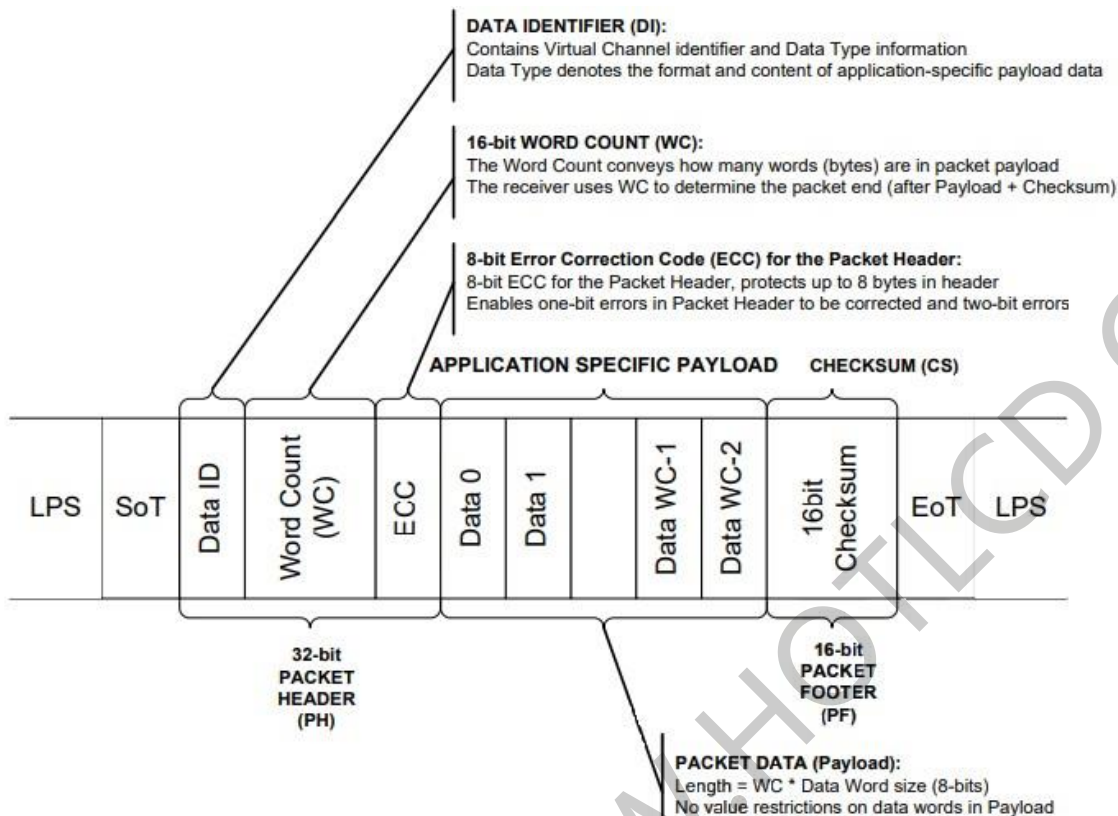 DATA IDENTIFIER (DI):
Contains Virtual Channel identifier and Data Type information
Data Type denotes the format and content of application-specific payload data
16-bit WORD COUNT (WC):
The Word Count conveys how many words (bytes) are in packet payload
The receiver uses WC to determine the packet end (after Payload + Checksum)
8-bit Error Correction Code (ECC) for the Packet Header:
8-bit ECC for the Packet Header, protects up to 8 bytes in header
Enables one-bit errors in Packet Header to be corrected and two-bit errors
APPLICATION SPECIFIC PAYLOAD
CHECKSUM (CS)
LPS
SoT
Data ID
Word Count
(WC)
ECC
Data 0
Data 1
Data WC-1
Data WC-2
16bit
Checksum
EoT
LPS
32-bit
PACKET
HEADER
(PH)
16-bit
PACKET
FOOTER
(PF)
PACKET DATA (Payload):
Length = WC * Data Word size (8-bits)
No value restrictions on data words in Payload
W.HOTLCD.